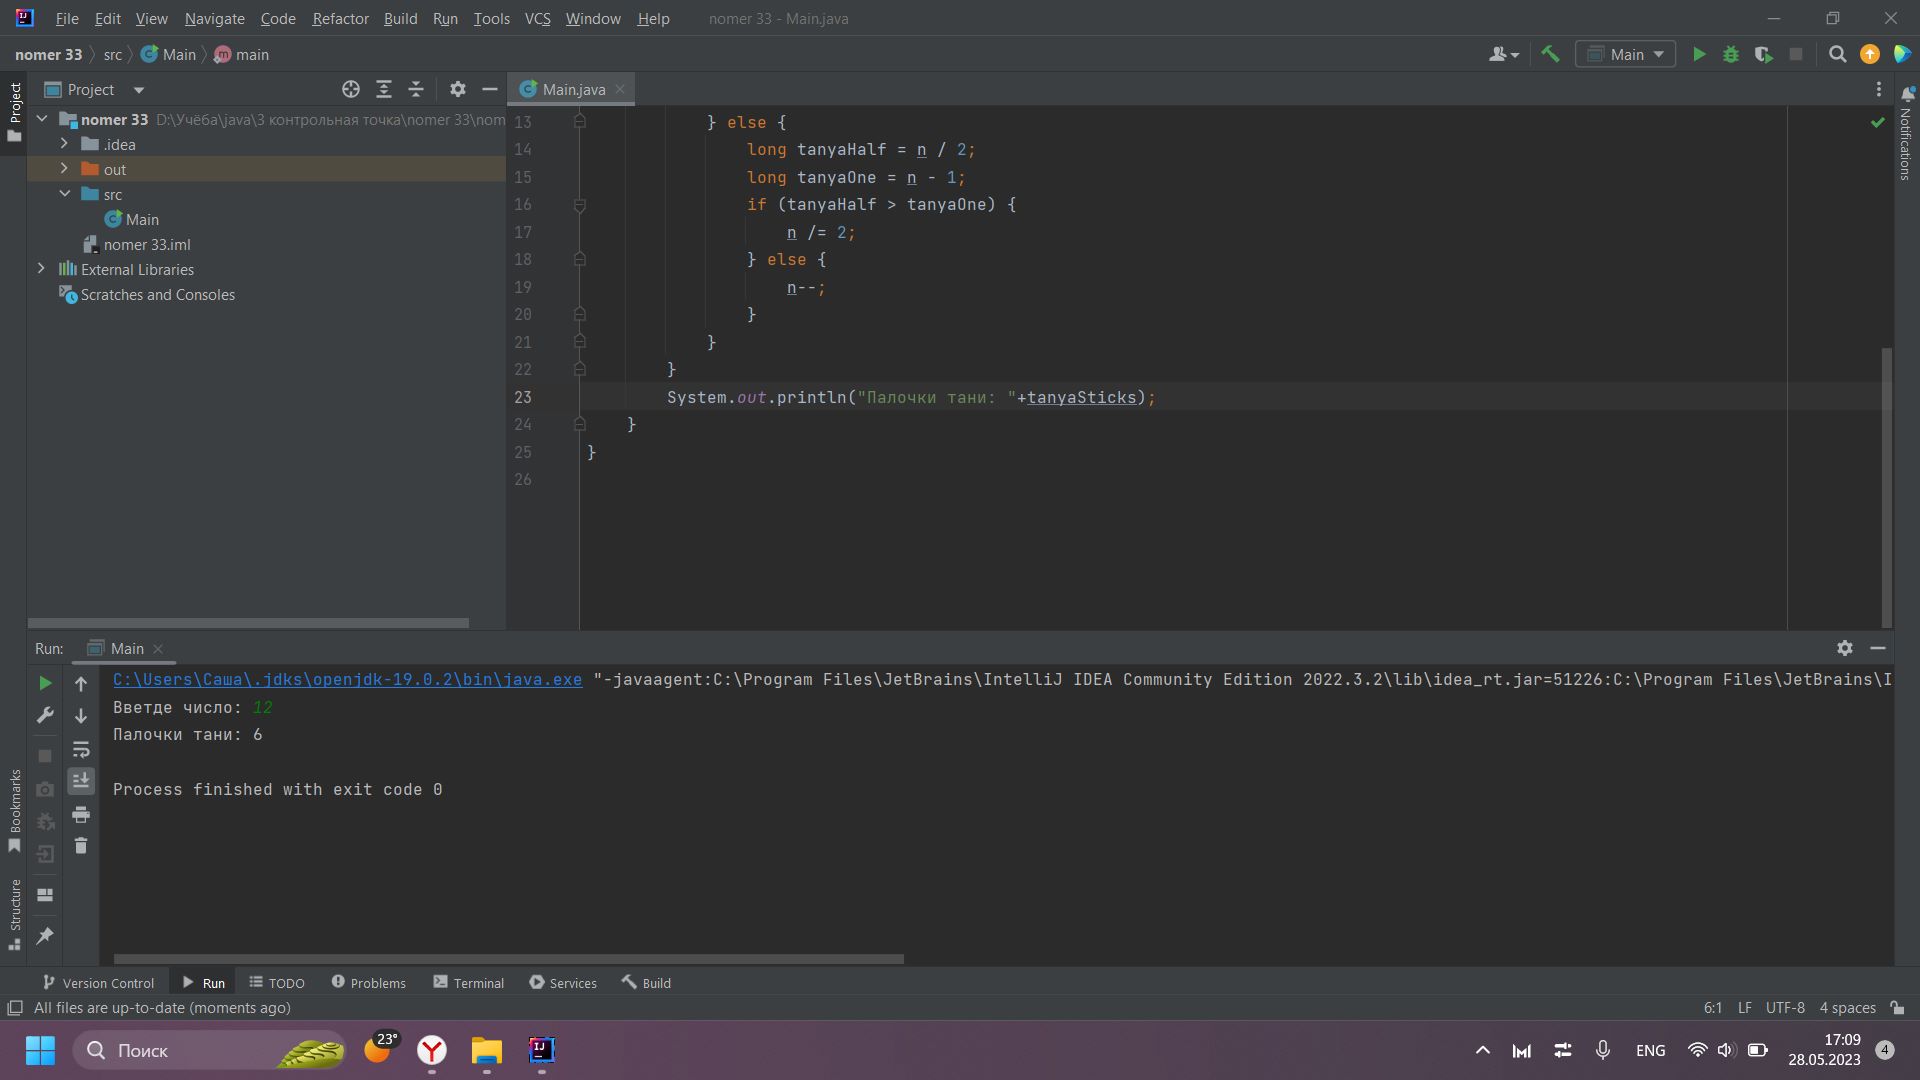 File Edit View Navigate Code Refactor Build Run Tools VCS Window Help nomer 33 - Main.java
nomer 33 src Main main
Main
Project
Main.java
nomer 33 D:\Учёба\java\3 контрольная точка\nomer 33\nom
.idea
out
src
Main
nomer 33.iml
External Libraries
Scratches and Consoles
Project
Notifications
13 } else {
14 long tanyaHalf = n / 2;
15 long tanyaOne = n - 1;
16 if (tanyaHalf > tanyaOne) {
17 n /= 2;
18 } else {
19 n--;
20 }
21 }
22 }
23 System.out.println("Палочки тани: "+tanyaSticks);
24 }
25 }
26
Run: Main
C:\Users\Саша\.jdks\openjdk-19.0.2\bin\java.exe "-javaagent:C:\Program Files\JetBrains\IntelliJ IDEA Community Edition 2022.3.2\lib\idea_rt.jar=51226:C:\Program Files\JetBrains\I
Вветде число: 12
Палочки тани: 6
Process finished with exit code 0
Bookmarks
Structure
Version Control Run TODO Problems Terminal Services Build
All files are up-to-date (moments ago) 6:1 LF UTF-8 4 spaces
Поиск 23° ENG 17:09
28.05.2023 4